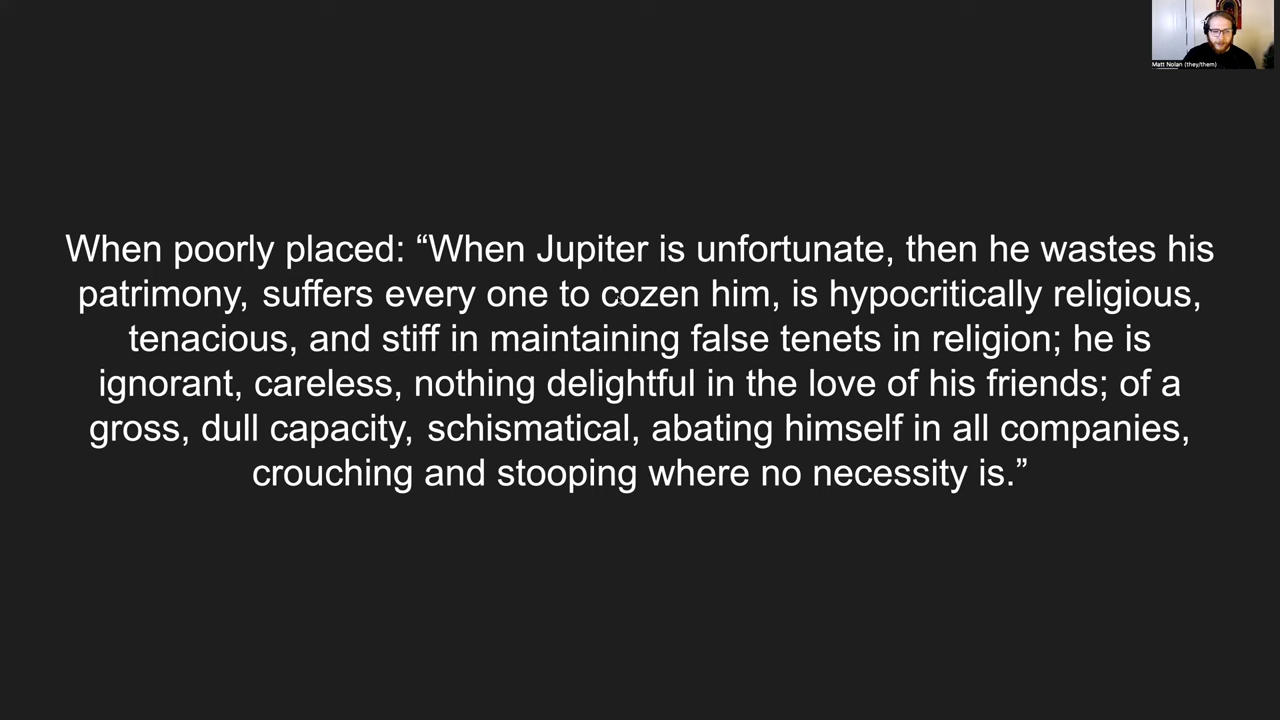 Matt Nolan (they/them)
When poorly placed: “When Jupiter is unfortunate, then he wastes his
patrimony, suffers every one to cozen him, is hypocritically religious,
tenacious, and stiff in maintaining false tenets in religion; he is
ignorant, careless, nothing delightful in the love of his friends; of a
gross, dull capacity, schismatical, abating himself in all companies,
crouching and stooping where no necessity is.”